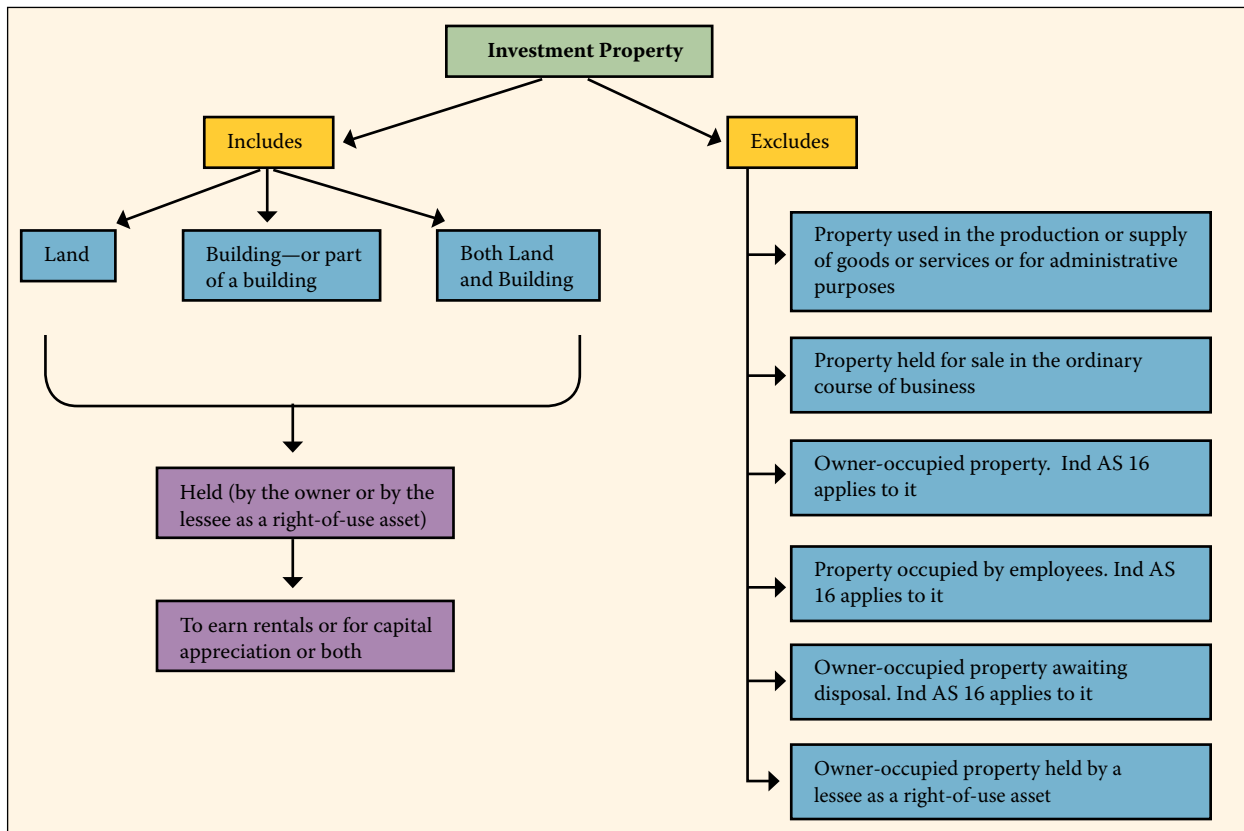 Investment Property
Includes
Excludes
Land
Building—or part
of a building
Both Land
and Building
Held (by the owner or by the
lessee as a right-of-use asset)
To earn rentals or for capital
appreciation or both
Property used in the production or supply
of goods or services or for administrative
purposes
Property held for sale in the ordinary
course of business
Owner-occupied property. Ind AS 16
applies to it
Property occupied by employees. Ind AS
16 applies to it
Owner-occupied property awaiting
disposal. Ind AS 16 applies to it
Owner-occupied property held by a
lessee as a right-of-use asset